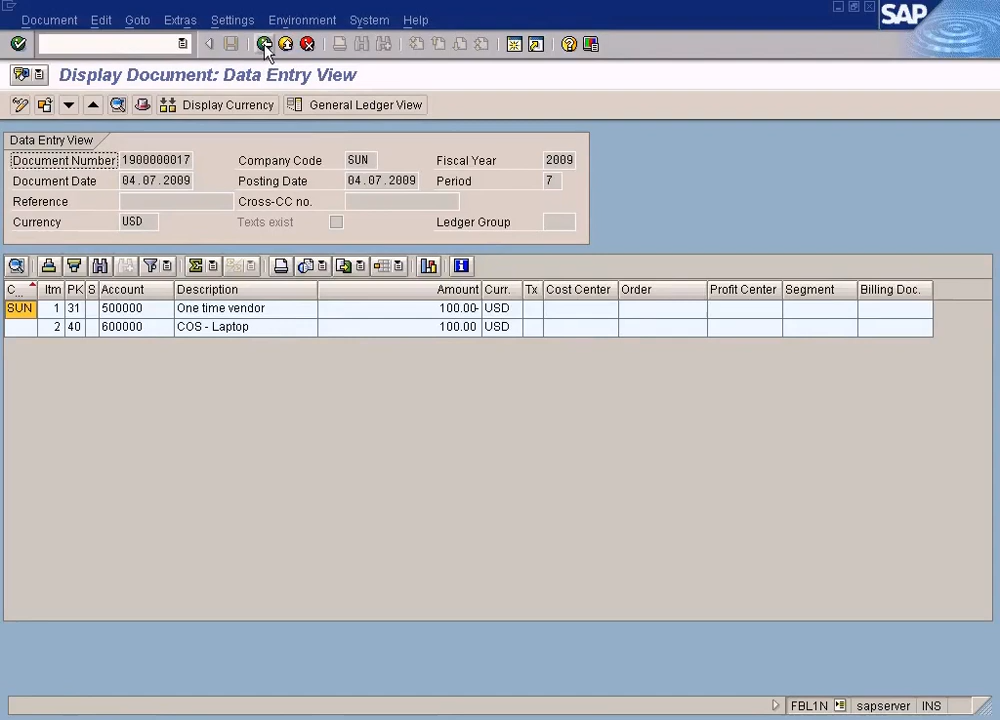 Document Edit Goto Extras Settings Environment System Help
SAP
Display Document: Data Entry View
Display Currency General Ledger View
Data Entry View
Document Number 1900000017 Company Code SUN Fiscal Year 2009
Document Date 04.07.2009 Posting Date 04.07.2009 Period 7
Reference Cross-CC no.
Currency USD Texts exist Ledger Group
C... Itm PK S Account Description Amount Curr. Tx Cost Center Order Profit Center Segment Billing Doc.
SUN 1 31 500000 One time vendor 100.00- USD
2 40 600000 COS - Laptop 100.00 USD
FBL1N sapserver INS